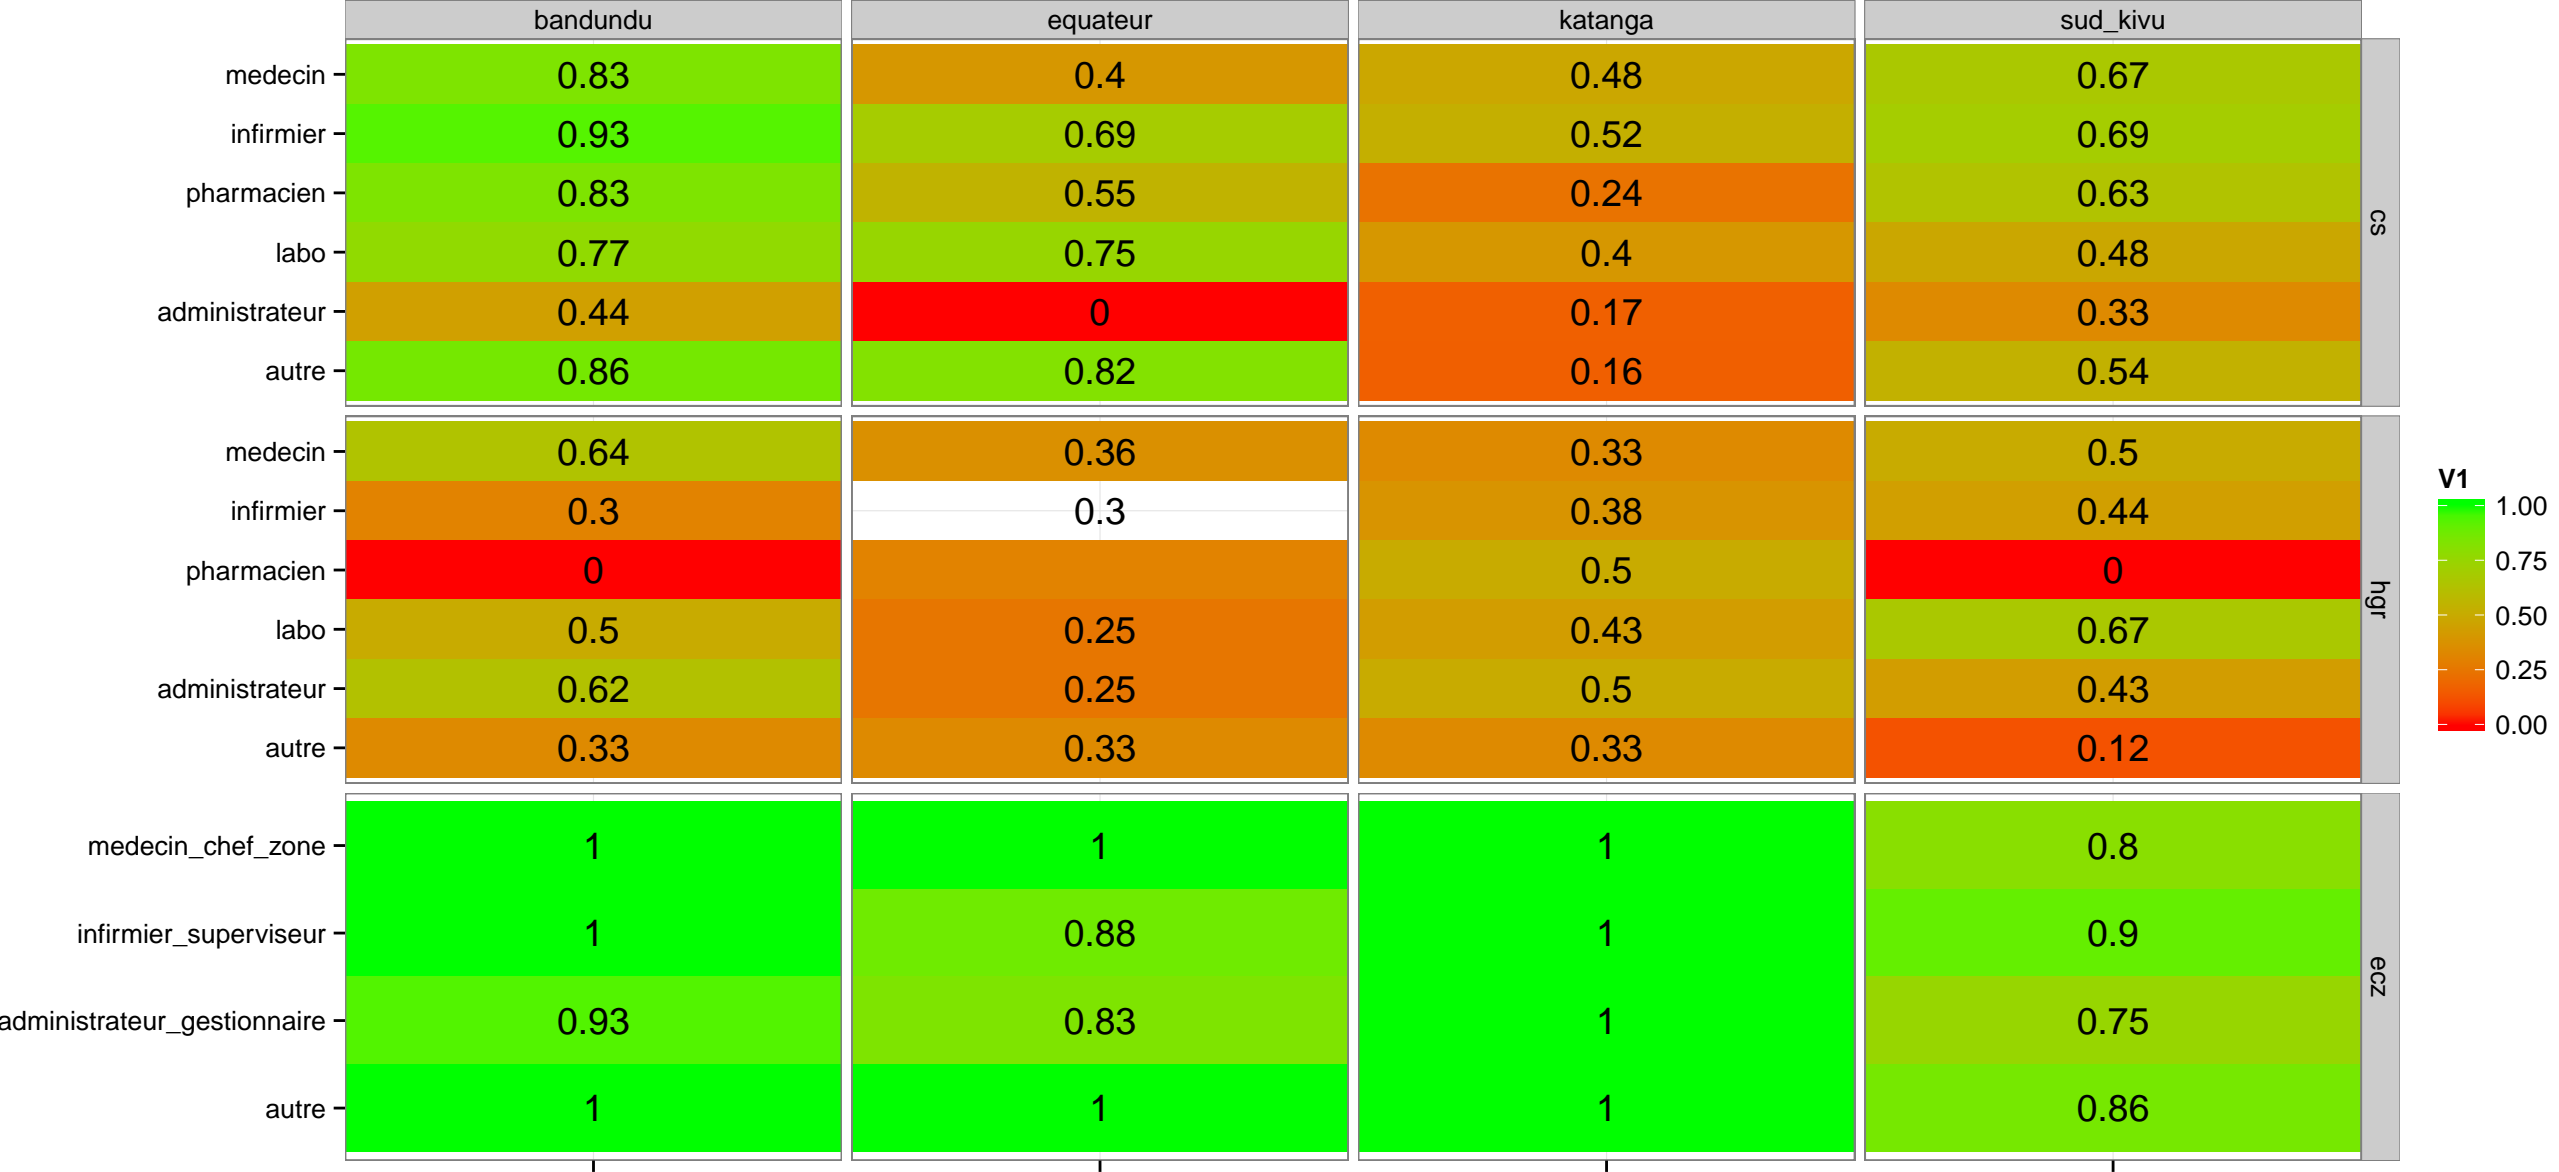 bandundu equateur katanga sud_kivu
medecin 0.83 0.4 0.48 0.67
infirmier 0.93 0.69 0.52 0.69
pharmacien 0.83 0.55 0.24 0.63
cs
labo 0.77 0.75 0.4 0.48
administrateur 0.44 0 0.17 0.33
autre 0.86 0.82 0.16 0.54
medecin 0.64 0.36 0.33 0.5
infirmier 0.3 0.3 0.38 0.44
pharmacien 0 0.5 0
hgr
labo 0.5 0.25 0.43 0.67
administrateur 0.62 0.25 0.5 0.43
autre 0.33 0.33 0.33 0.12
medecin_chef_zone 1 1 1 0.8
infirmier_superviseur 1 0.88 1 0.9
ecz
administrateur_gestionnaire 0.93 0.83 1 0.75
autre 1 1 1 0.86
V1
1.00
0.75
0.50
0.25
0.00